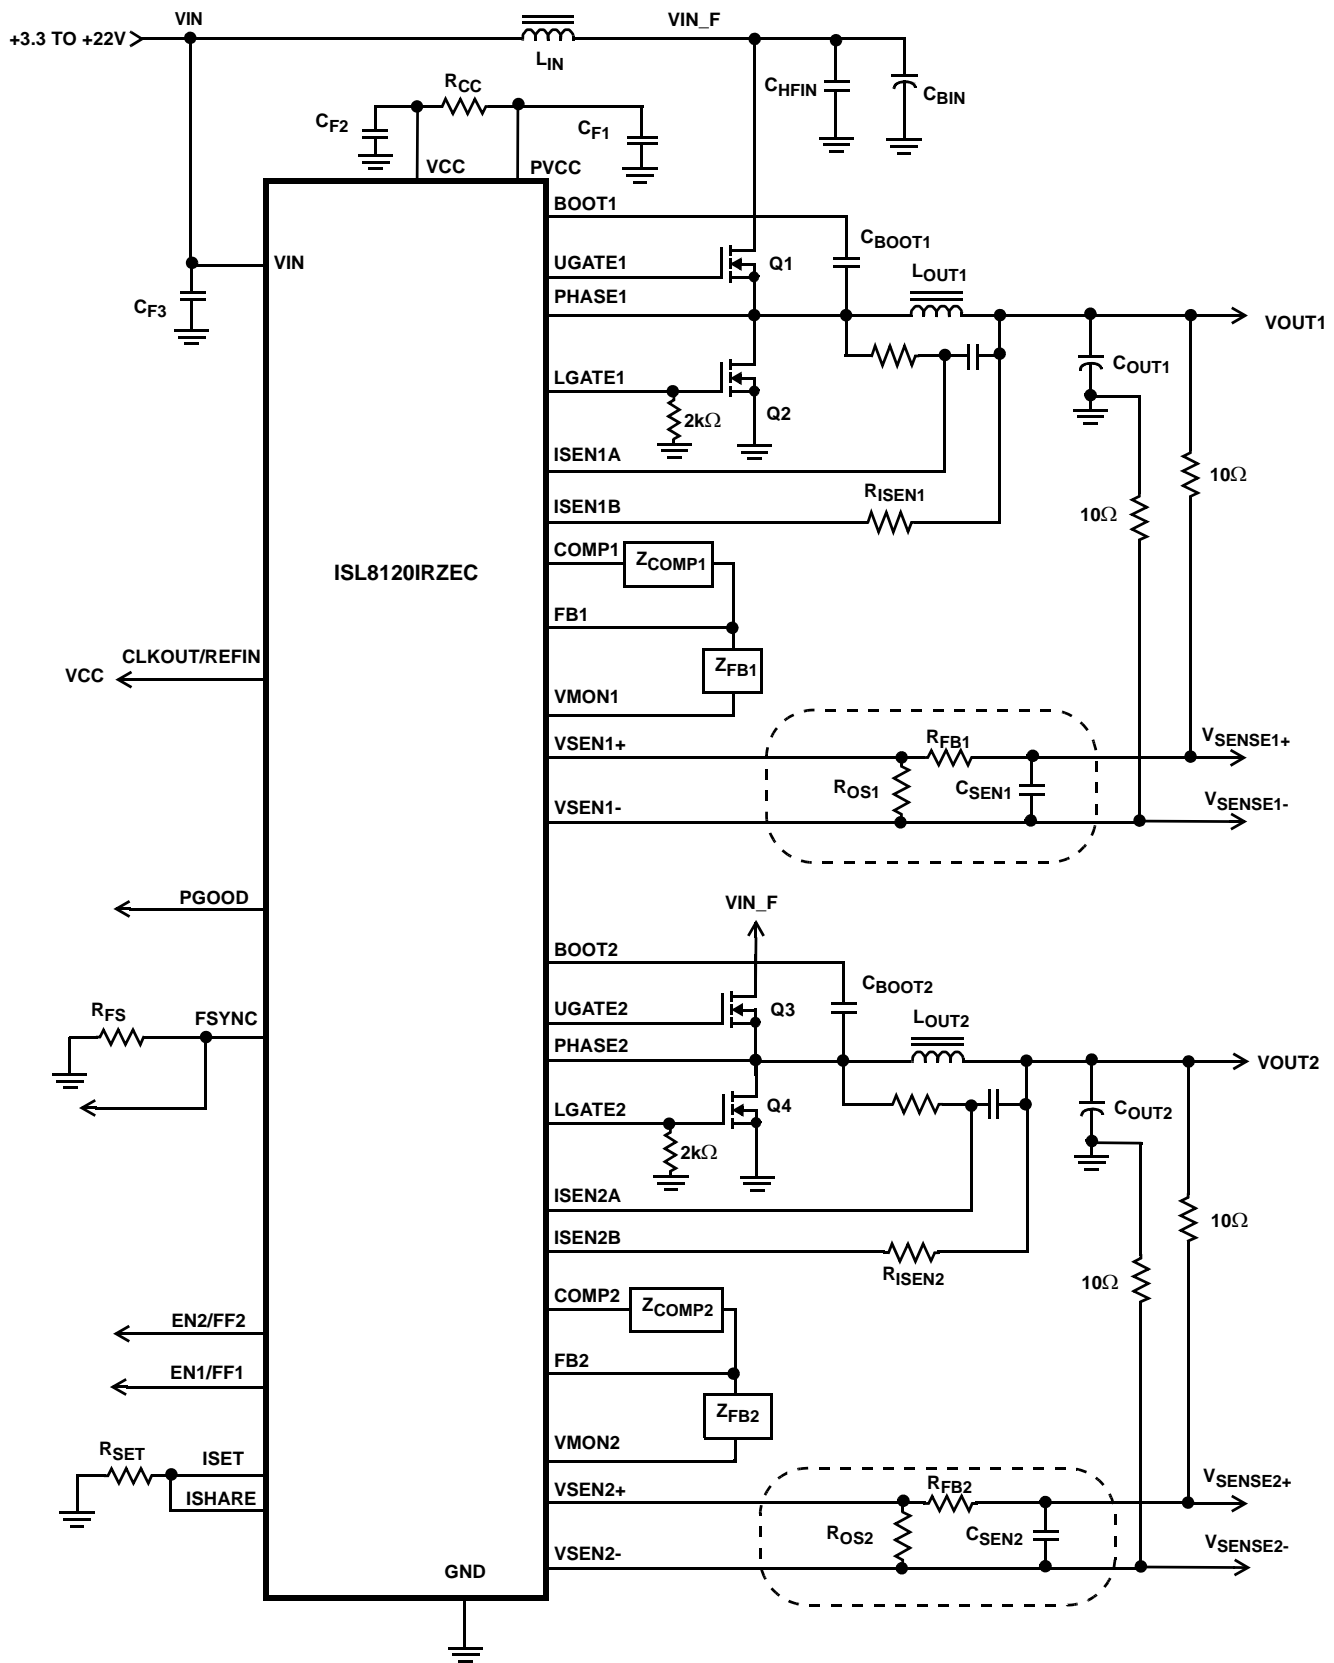 VIN
VIN_F
+3.3 TO +22V
LIN
RCC
CHFIN
CBIN
CF2
CF1
VCC
PVCC
BOOT1
CBOOT1
VIN
UGATE1
Q1
LOUT1
CF3
PHASE1
VOUT1
COUT1
LGATE1
Q2
2kΩ
ISEN1A
10Ω
RISEN1
ISEN1B
10Ω
COMP1
ZCOMP1
ISL8120IRZEC
FB1
CLKOUT/REFIN
VCC
ZFB1
VMON1
VSEN1+
RFB1
VSENSE1+
ROS1
CSEN1
VSEN1-
VSENSE1-
PGOOD
VIN_F
BOOT2
CBOOT2
RFS
FSYNC
UGATE2
Q3
LOUT2
PHASE2
VOUT2
LGATE2
Q4
COUT2
2kΩ
ISEN2A
10Ω
ISEN2B
RISEN2
10Ω
COMP2
ZCOMP2
EN2/FF2
FB2
EN1/FF1
ZFB2
RSET
ISET
VMON2
ISHARE
VSEN2+
RFB2
VSENSE2+
ROS2
CSEN2
VSEN2-
VSENSE2-
GND